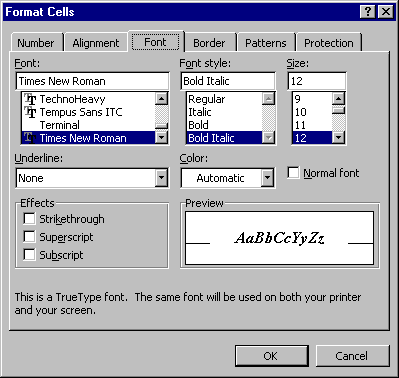 Format Cells
Number Alignment Font Border Patterns Protection
Font: Font style: Size:
Times New Roman Bold Italic 12
TechnoHeavy Regular 9
Tempus Sans ITC Italic 10
Terminal Bold 11
Times New Roman Bold Italic 12
Underline: Color:
None Automatic Normal font
Effects Preview
Strikethrough
Superscript AaBbCcYyZz
Subscript
This is a TrueType font.  The same font will be used on both your printer
and your screen.
OK Cancel